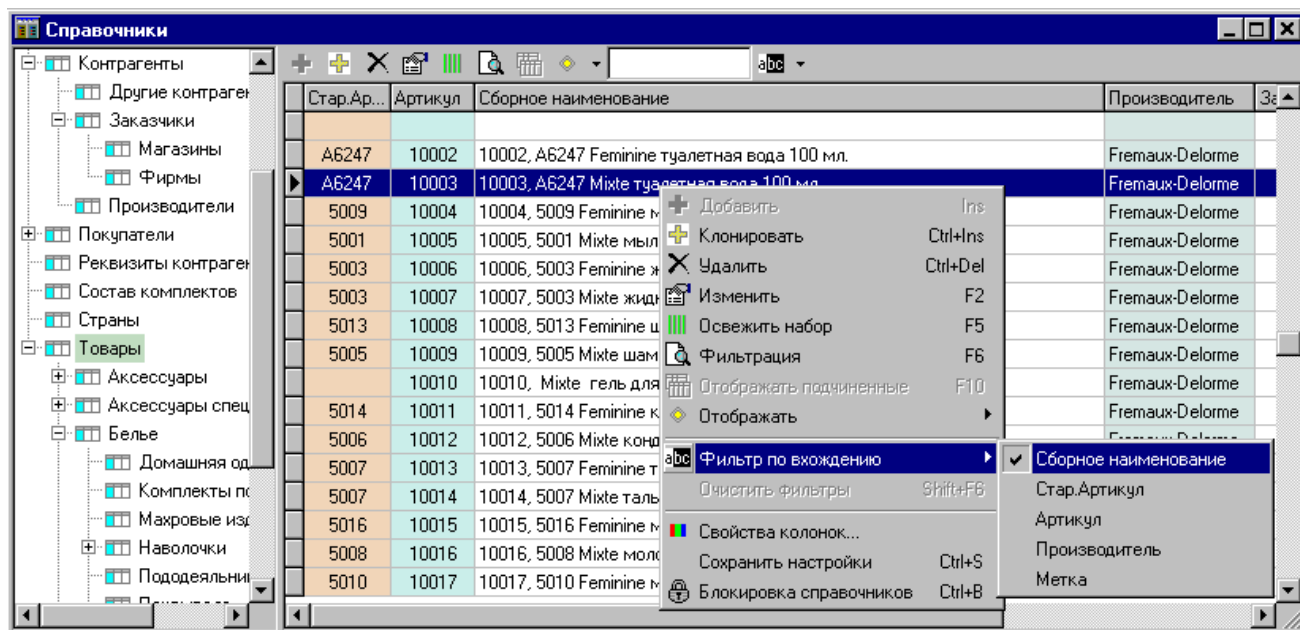 Справочники
Контрагенты
Другие контраген
Заказчики
Магазины
Фирмы
Производители
Покупатели
Реквизиты контраген
Состав комплектов
Страны
Товары
Аксессуары
Аксессуары спец
Белье
Домашняя од
Комплекты по
Махровые изд
Наволочки
Пододеяльни
abc
Стар.Ар... Артикул Сборное наименование Производитель За
A6247 10002 10002, A6247 Feminine туалетная вода 100 мл. Fremaux-Delorme
A6247 10003 10003, A6247 Mixte туалетная вода 100 мл. Fremaux-Delorme
5009 10004 10004, 5009 Feminine м Fremaux-Delorme
5001 10005 10005, 5001 Mixte мыл Fremaux-Delorme
5003 10006 10006, 5003 Feminine ж Fremaux-Delorme
5003 10007 10007, 5003 Mixte жидк Fremaux-Delorme
5013 10008 10008, 5013 Feminine ш Fremaux-Delorme
5005 10009 10009, 5005 Mixte шам Fremaux-Delorme
10010 10010, Mixte гель для Fremaux-Delorme
5014 10011 10011, 5014 Feminine к Fremaux-Delorme
5006 10012 10012, 5006 Mixte конд Fremaux-Delorme
5007 10013 10013, 5007 Feminine т
5007 10014 10014, 5007 Mixte таль
5016 10015 10015, 5016 Feminine м
5008 10016 10016, 5008 Mixte моло
5010 10017 10017, 5010 Feminine м
Добавить Ins
Клонировать Ctrl+Ins
Удалить Ctrl+Del
Изменить F2
Освежить набор F5
Фильтрация F6
Отображать подчиненные F10
Отображать
abc Фильтр по вхождению
Очистить фильтры Shift+F6
Свойства колонок...
Сохранить настройки Ctrl+S
Блокировка справочников Ctrl+B
Сборное наименование
Стар.Артикул
Артикул
Производитель
Метка